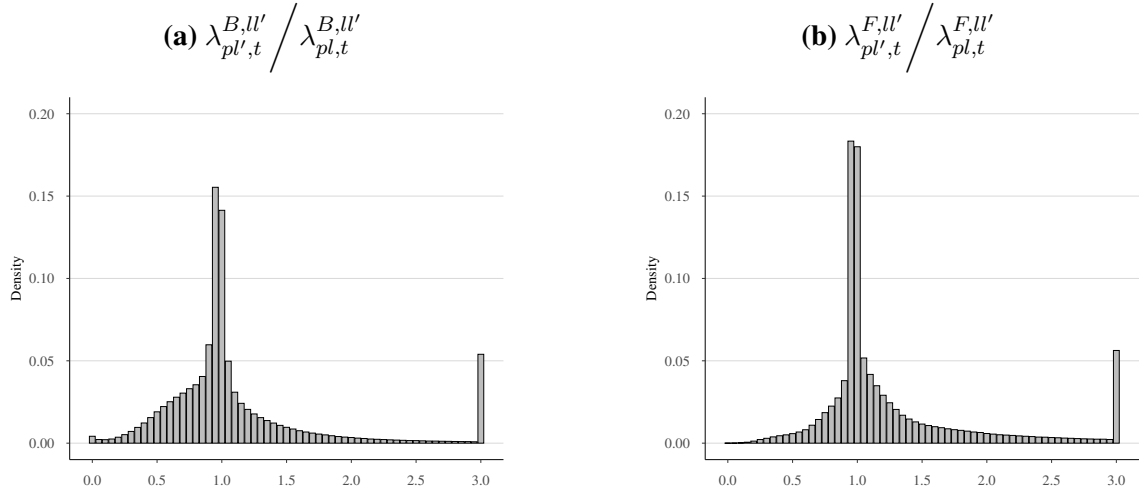 (a) λ^{B,ll′}_{pl′,t} / λ^{B,ll′}_{pl,t}
0.20
0.15
0.10
0.05
0.00
Density
0.0 0.5 1.0 1.5 2.0 2.5 3.0
(b) λ^{F,ll′}_{pl′,t} / λ^{F,ll′}_{pl,t}
0.20
0.15
0.10
0.05
0.00
Density
0.0 0.5 1.0 1.5 2.0 2.5 3.0